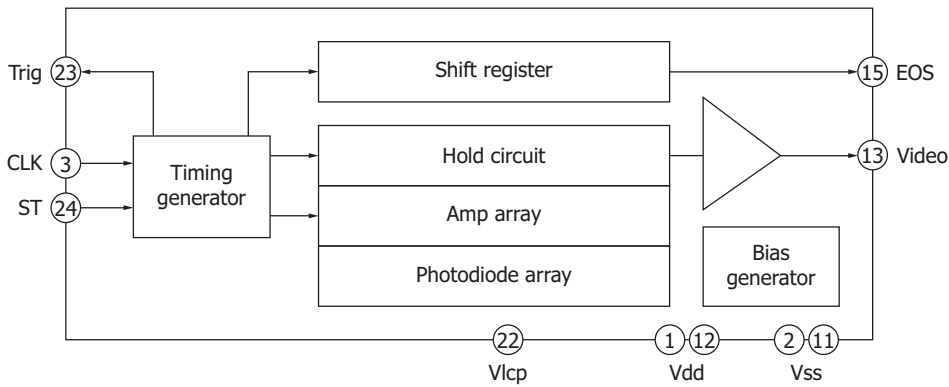 Trig 23
Shift register
15 EOS
CLK 3
Timing
generator
Hold circuit
13 Video
ST 24
Amp array
Photodiode array
Bias
generator
22
1 12
2 11
Vlcp
Vdd
Vss